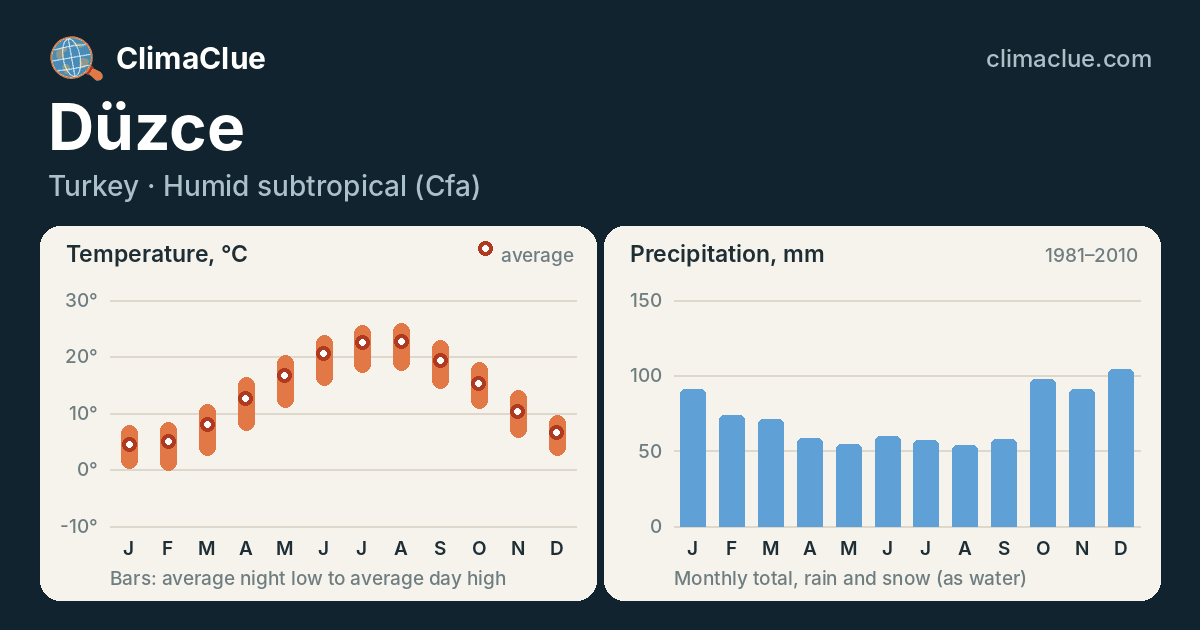 ClimaClue
climaclue.com
Düzce
Turkey · Humid subtropical (Cfa)
Temperature, °C
average
30°
20°
10°
0°
-10°
J F M A M J J A S O N D
Bars: average night low to average day high
Precipitation, mm
1981–2010
150
100
50
0
J F M A M J J A S O N D
Monthly total, rain and snow (as water)